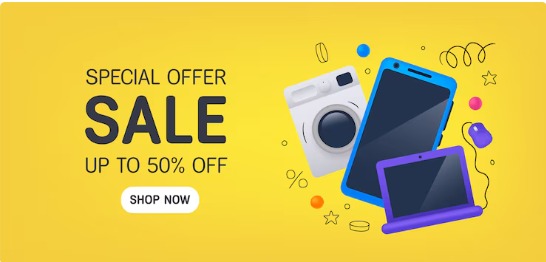 SPECIAL OFFER
SALE
UP TO 50% OFF
SHOP NOW
%